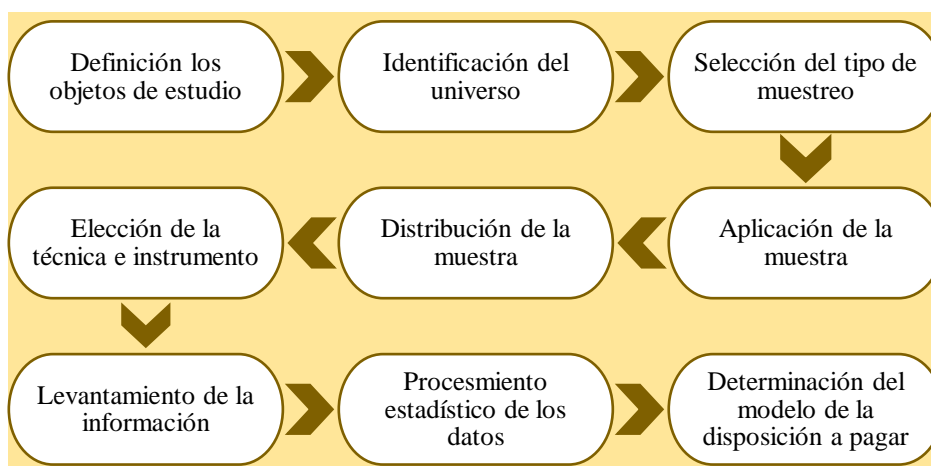 Definición los
objetos de estudio
Identificación del
universo
Selección del tipo de
muestreo
Aplicación de la
muestra
Distribución de la
muestra
Elección de la
técnica e instrumento
Levantamiento de la
información
Procesmiento
estadístico de los
datos
Determinación del
modelo de la
disposición a pagar